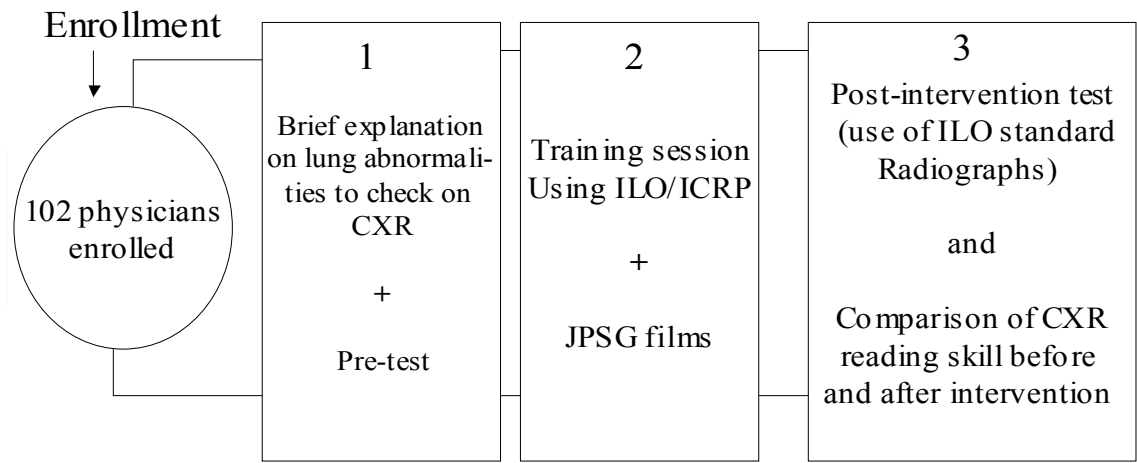 Enrollment
102 physicians
enrolled
1
Brief explanation
on lung abnormali-
ties to check on
CXR
+
Pre-test
2
Training session
Using ILO/ICRP
+
JPSG films
3
Post-intervention test
(use of ILO standard
Radiographs)
and
Comparison of CXR
reading skill before
and after intervention